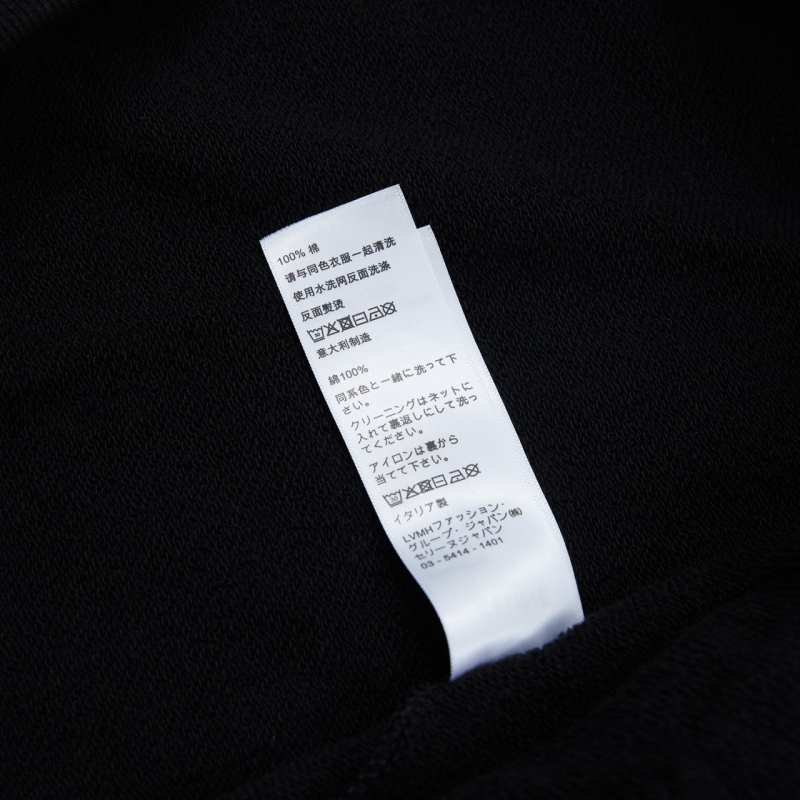 100% 棉
请与同色衣服一起清洗
使用水洗网反面洗涤
反面熨烫
30
意大利制造
綿100%
同系色と一緒に洗って下
さい。
クリーニングはネットに
入れて裏返しにして洗っ
てください。
アイロンは裏から
当てて下さい。
30
イタリア製
LVMHファッション・
グループ・ジャパン㈱
セリーヌジャパン
03 - 5414 - 1401